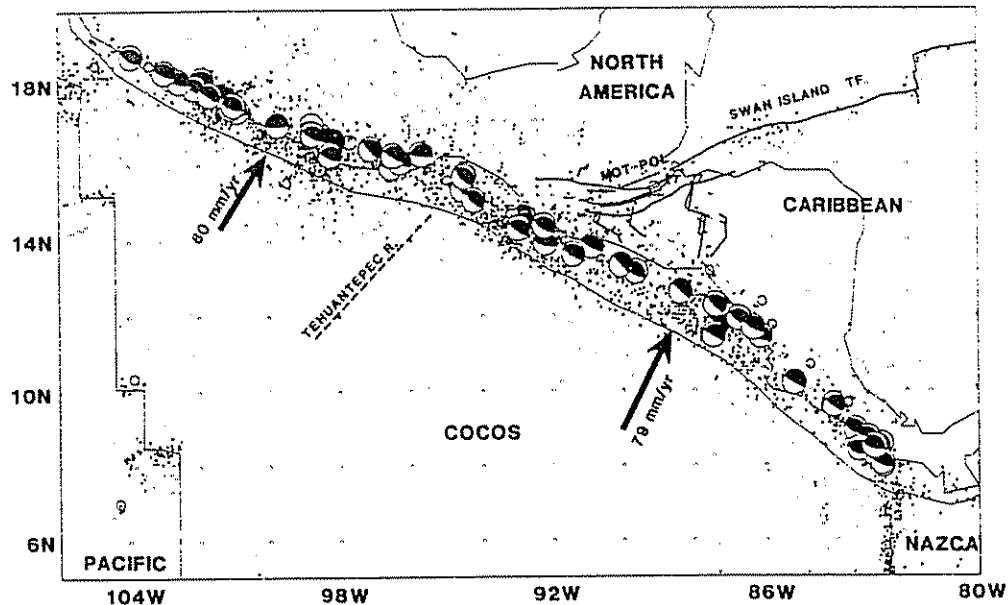 NORTH
AMERICA
SWAN ISLAND TF.
MOT-POL
CARIBBEAN
18N
14N
10N
6N
80 mm/yr
TEHUANTEPEC R.
79 mm/yr
COCOS
PACIFIC
NAZCA
104W
98W
92W
86W
80W